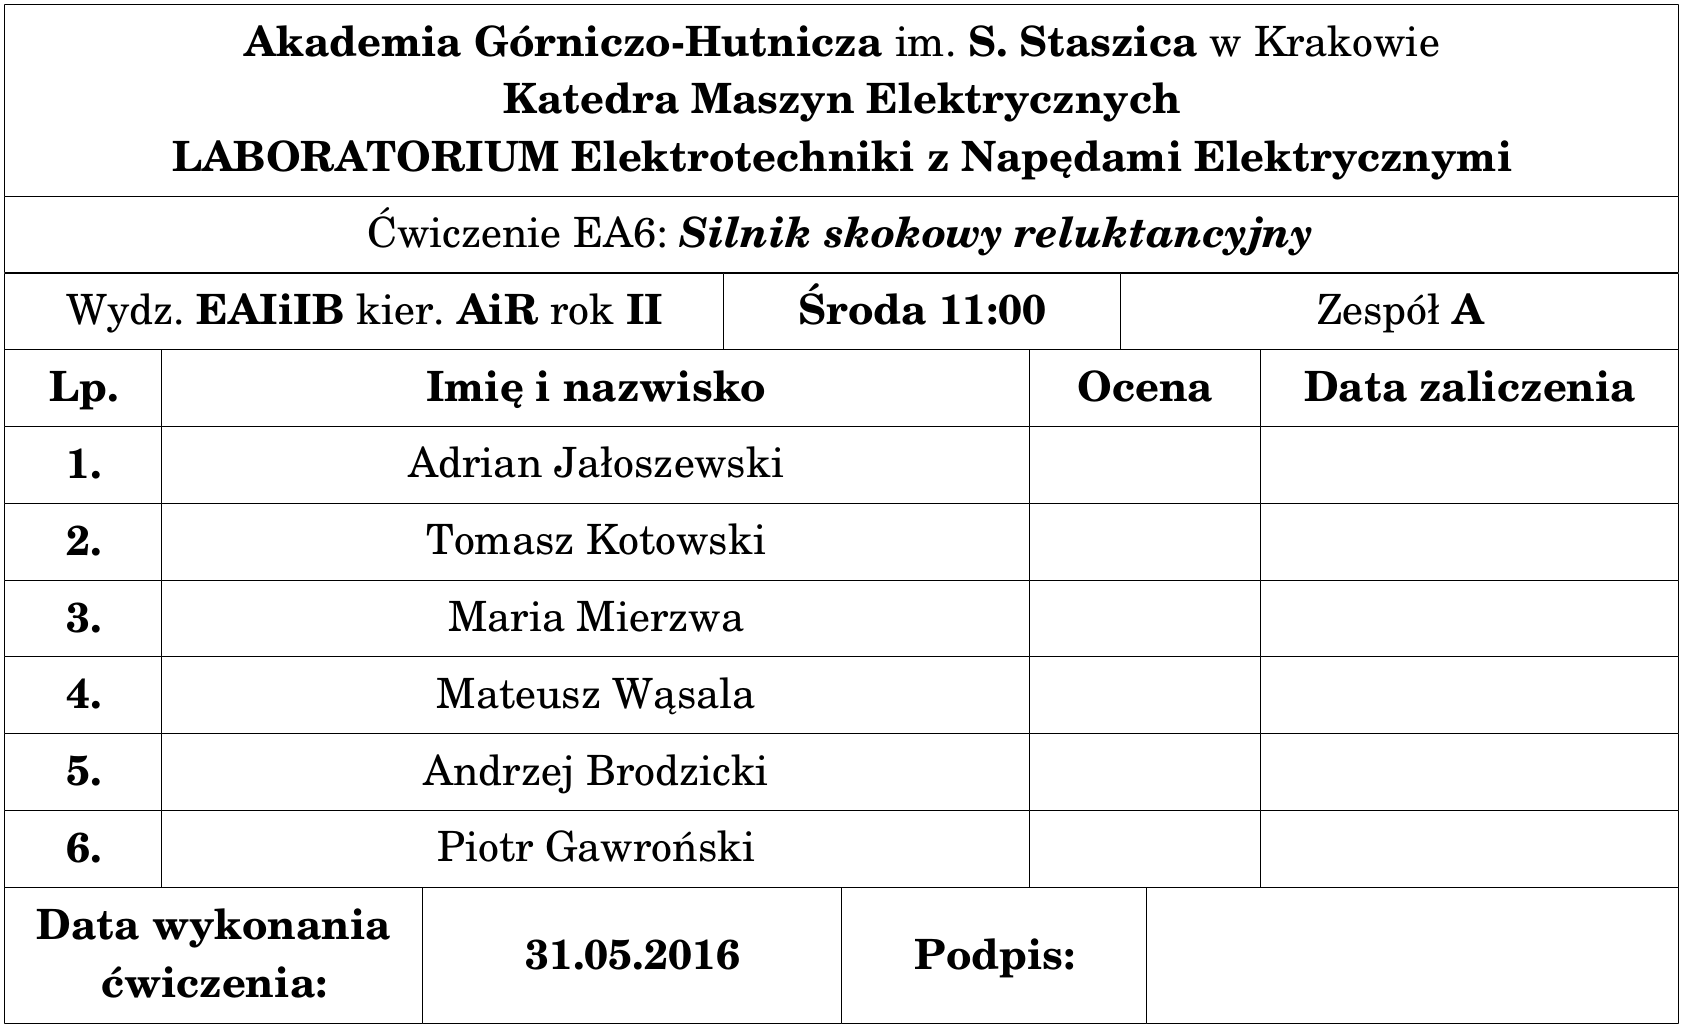 Akademia Górniczo-Hutnicza im. S. Staszica w Krakowie
Katedra Maszyn Elektrycznych
LABORATORIUM Elektrotechniki z Napędami Elektrycznymi
Ćwiczenie EA6: Silnik skokowy reluktancyjny
Wydz. EAIiIB kier. AiR rok II Środa 11:00 Zespół A
Lp. Imię i nazwisko Ocena Data zaliczenia
1. Adrian Jałoszewski
2. Tomasz Kotowski
3. Maria Mierzwa
4. Mateusz Wąsala
5. Andrzej Brodzicki
6. Piotr Gawroński
Data wykonania
ćwiczenia:
31.05.2016
Podpis: